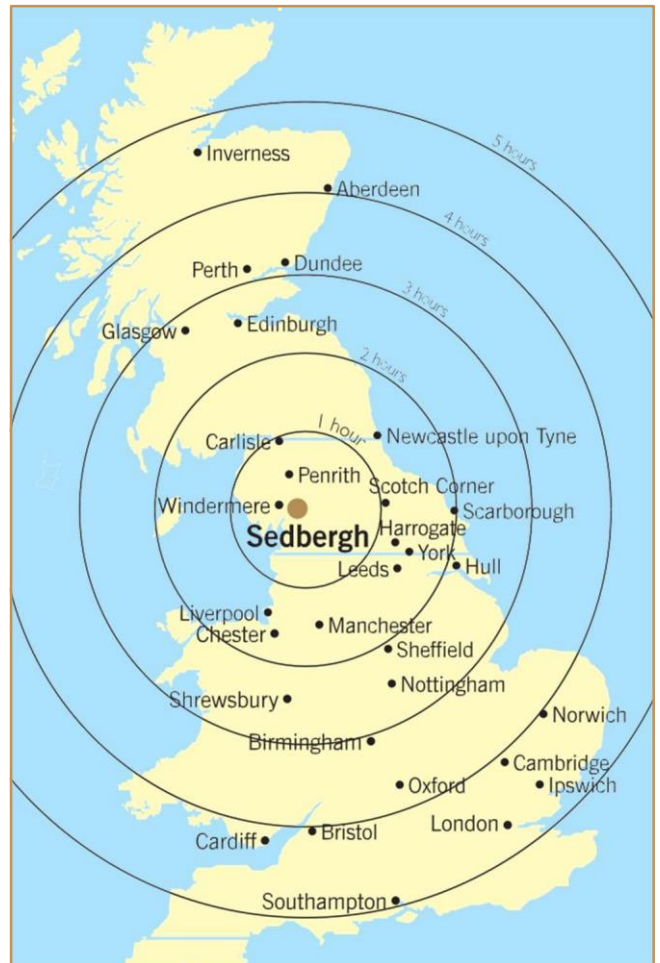 5 hours
Inverness
Aberdeen
4 hours
Dundee
Perth
3 hours
Edinburgh
Glasgow
2 hours
1 hour
Newcastle upon Tyne
Carlisle
Penrith
Scotch Corner
Windermere
Scarborough
Sedbergh
Harrogate
York
Hull
Leeds
Liverpool
Manchester
Chester
Sheffield
Nottingham
Shrewsbury
Norwich
Birmingham
Cambridge
Oxford
Ipswich
London
Bristol
Cardiff
Southampton